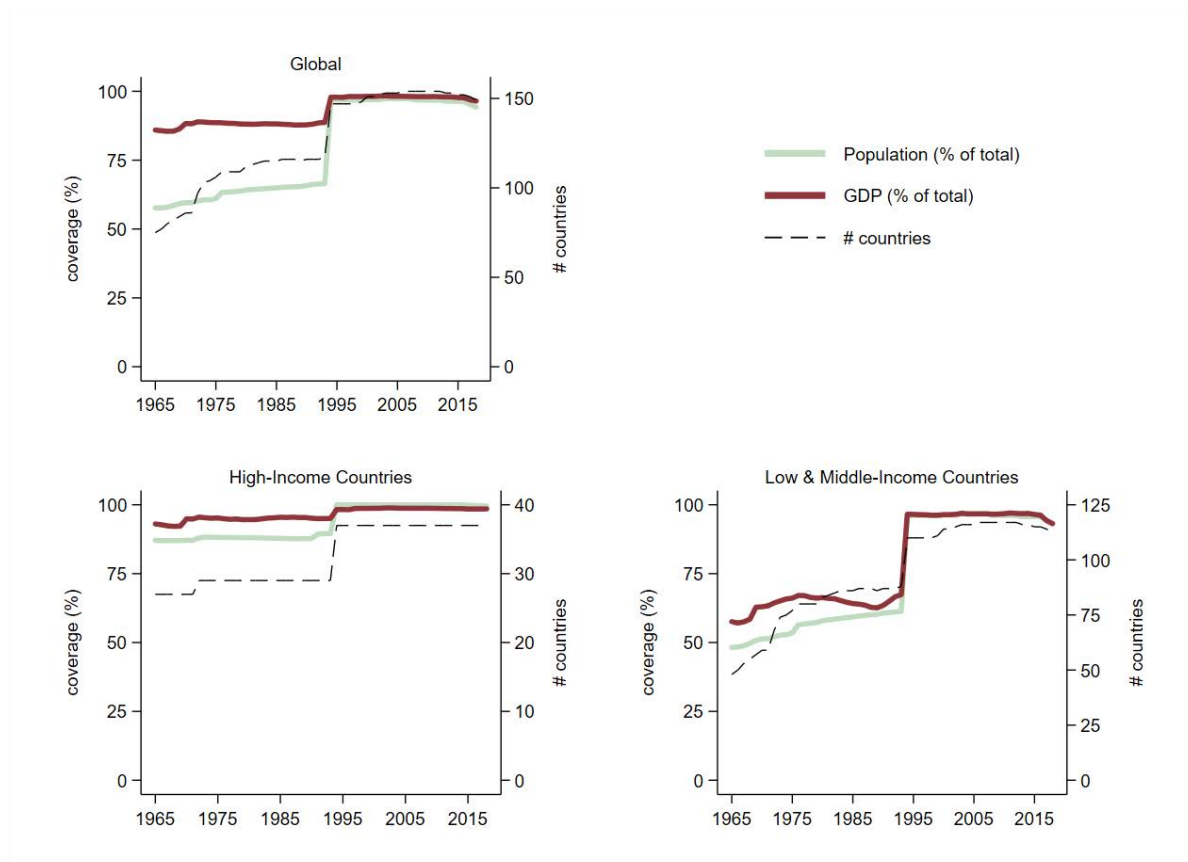 Global
100
75
50
25
0
coverage (%)
150
100
50
0
# countries
1965 1975 1985 1995 2005 2015
Population (% of total)
GDP (% of total)
# countries
High-Income Countries
100
75
50
25
0
coverage (%)
40
30
20
10
0
# countries
1965 1975 1985 1995 2005 2015
Low & Middle-Income Countries
100
75
50
25
0
coverage (%)
125
100
75
50
25
0
# countries
1965 1975 1985 1995 2005 2015